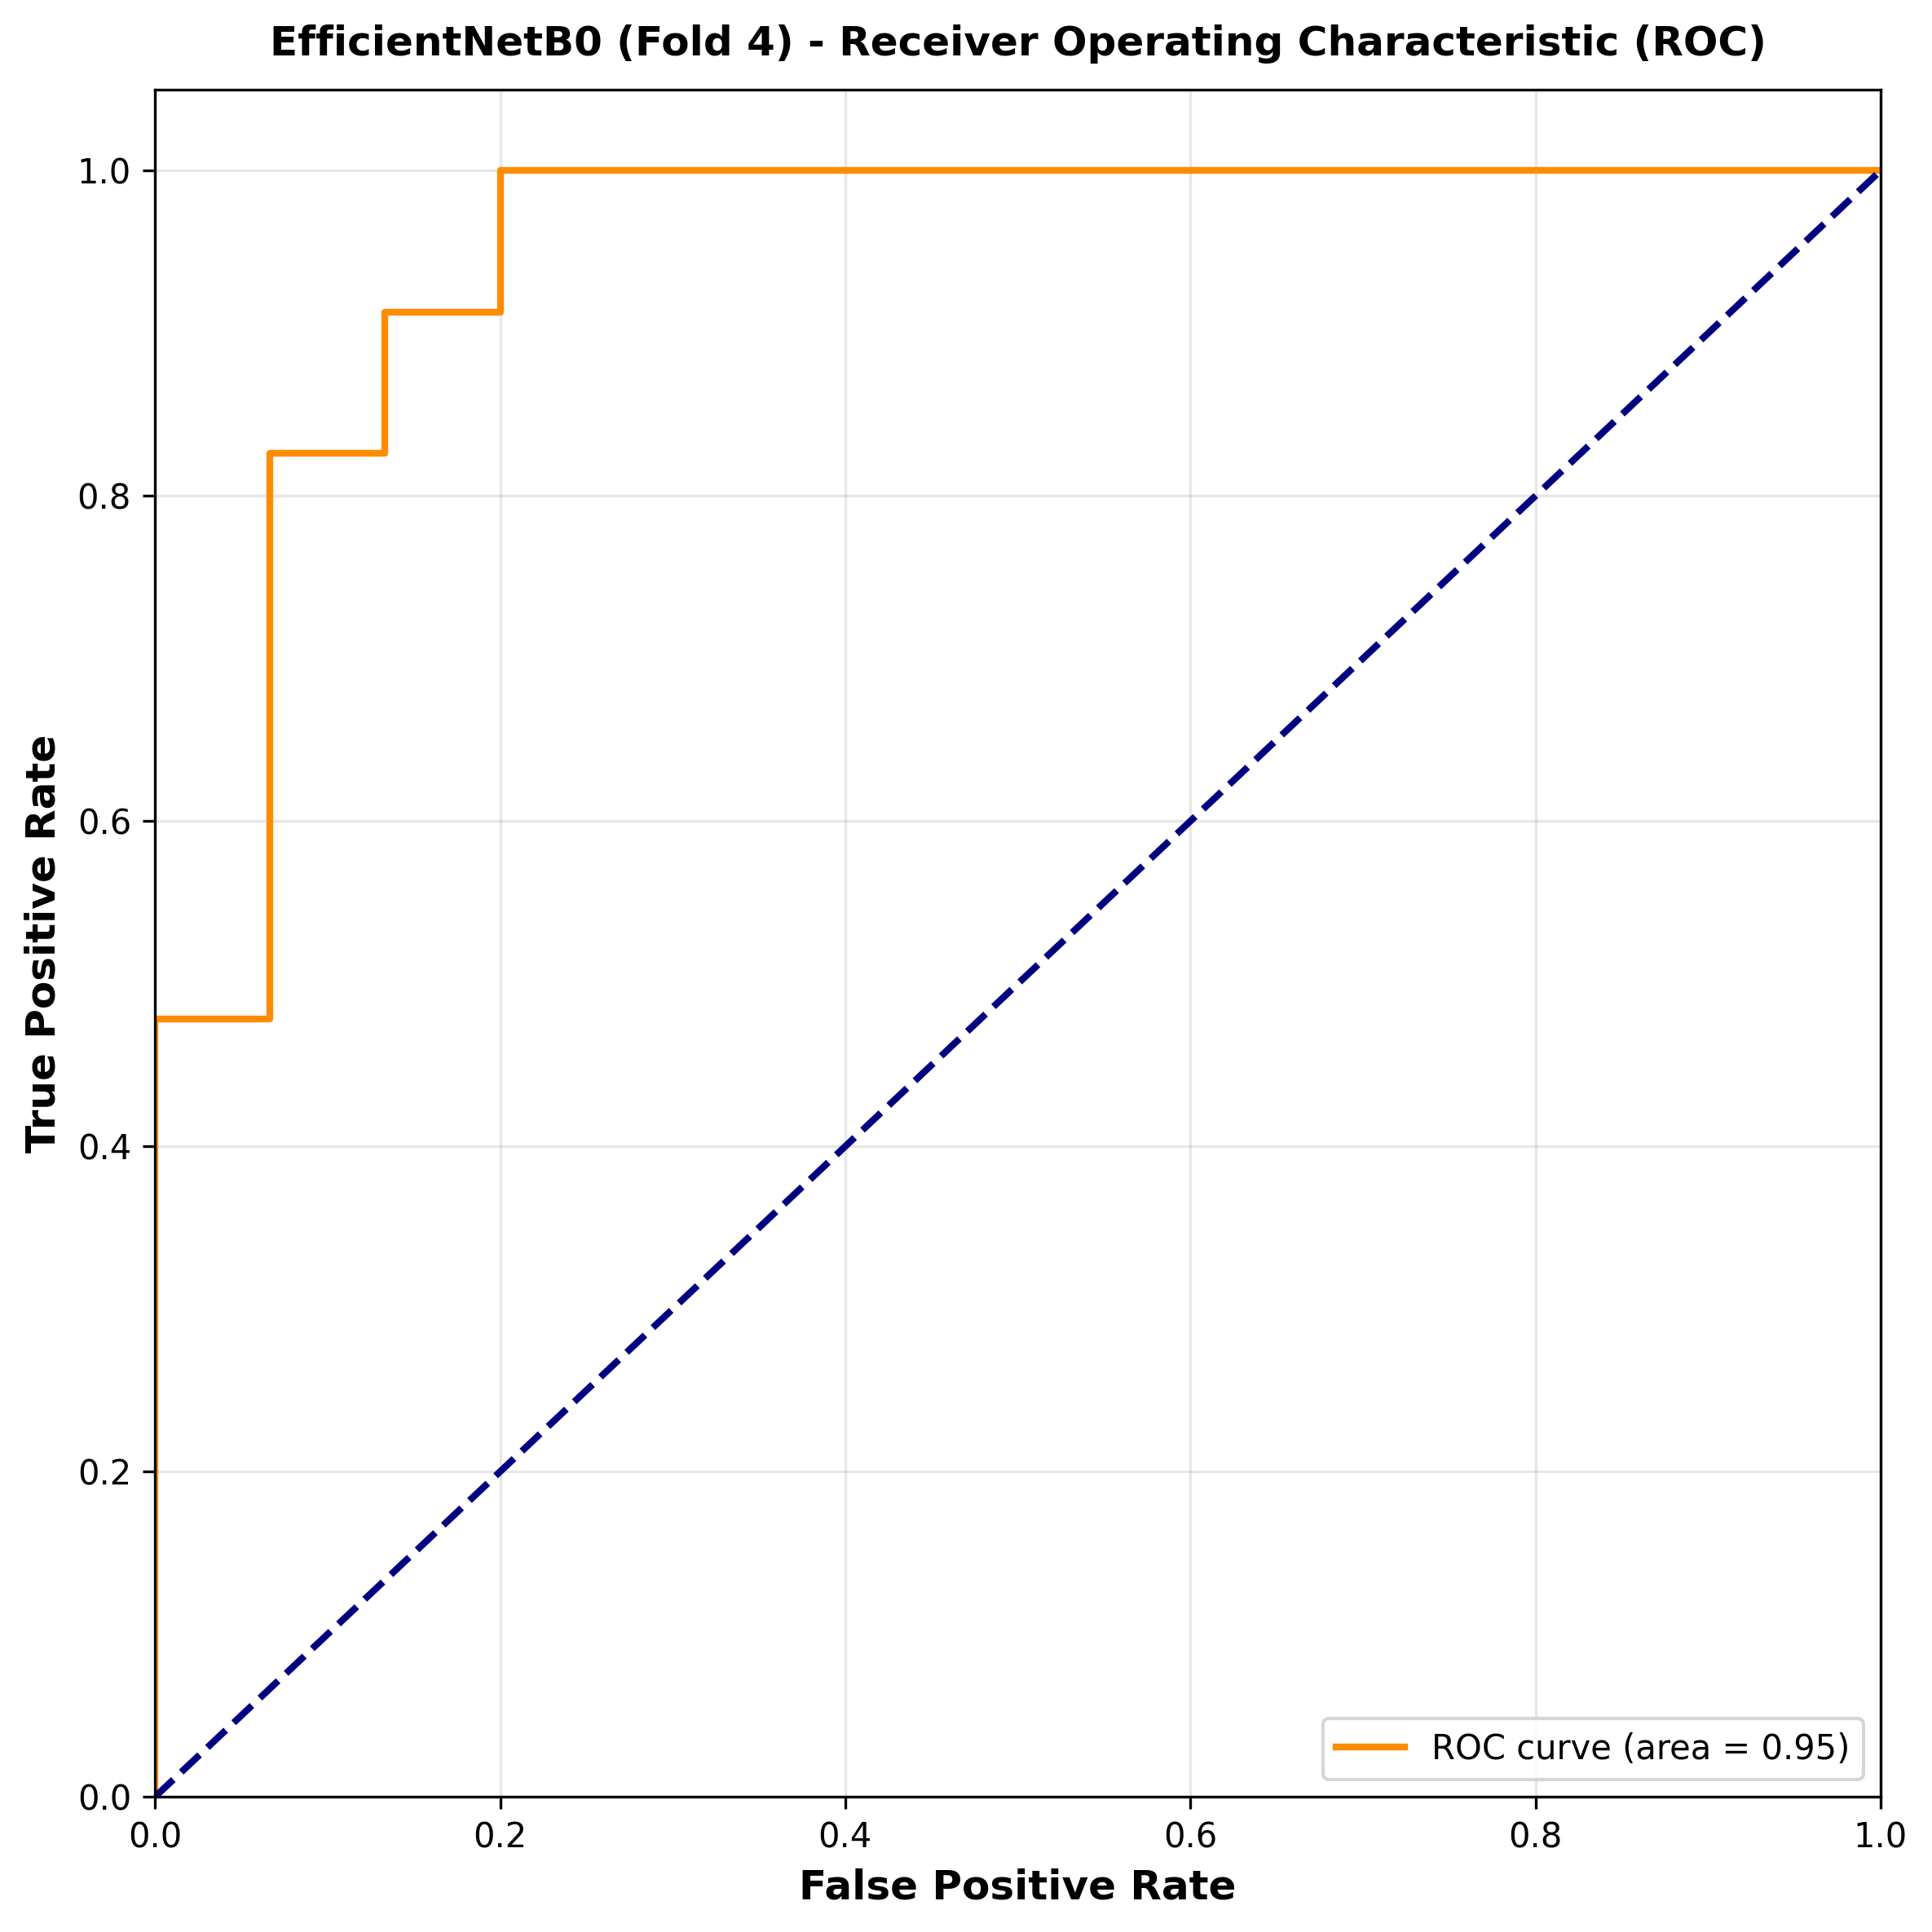 EfficientNetB0 (Fold 4) - Receiver Operating Characteristic (ROC)
True Positive Rate
1.0
0.8
0.6
0.4
0.2
0.0
0.0 0.2 0.4 0.6 0.8 1.0
False Positive Rate
ROC curve (area = 0.95)